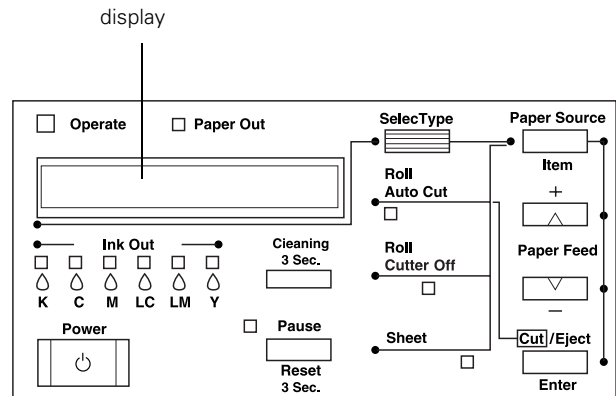 display
Operate
Paper Out
SelecType
Paper Source
Item
Roll
Auto Cut
+
Ink Out
Cleaning
3 Sec.
Roll
Cutter Off
Paper Feed
K C M LC LM Y
–
Power
Pause
Sheet
Cut/Eject
Reset
3 Sec.
Enter